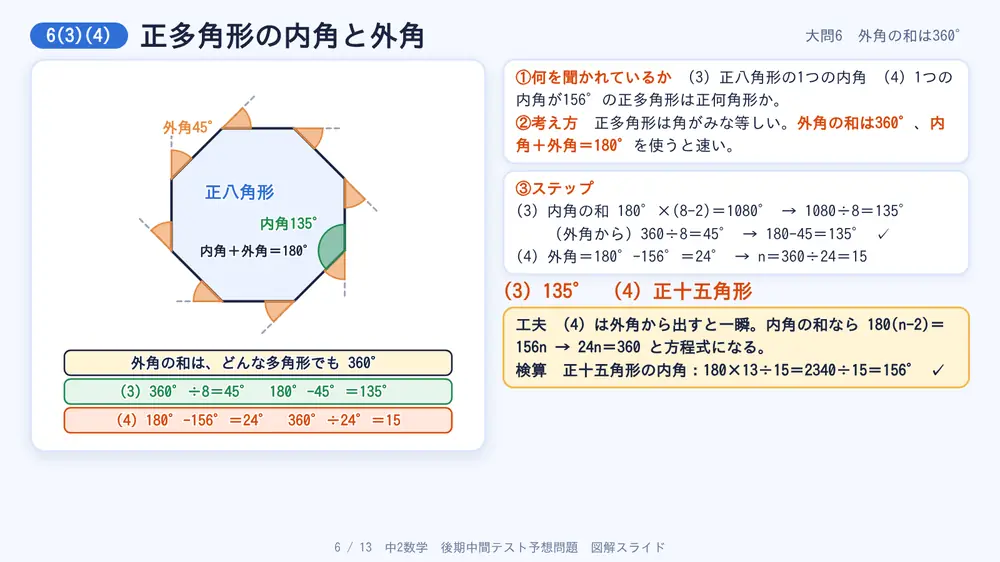 6(3)(4) 正多角形の内角と外角
大問6 外角の和は360°
外角45°
正八角形
内角135°
内角+外角=180°
外角の和は、どんな多角形でも 360°
(3) 360°÷8=45° 180°-45°=135°
(4) 180°-156°=24° 360°÷24°=15
①何を聞かれているか (3) 正八角形の1つの内角 (4) 1つの
内角が156°の正多角形は正何角形か。
②考え方 正多角形は角がみな等しい。外角の和は360°、内
角+外角=180°を使うと速い。
③ステップ
(3) 内角の和 180°×(8-2)=1080° → 1080÷8=135°
(外角から) 360÷8=45° → 180-45=135° ✓
(4) 外角=180°-156°=24° → n=360÷24=15
(3) 135° (4) 正十五角形
工夫 (4) は外角から出すと一瞬。内角の和なら 180(n-2)=
156n → 24n=360 と方程式になる。
検算 正十五角形の内角:180×13÷15=2340÷15=156° ✓
6 / 13 中2数学 後期中間テスト予想問題 図解スライド